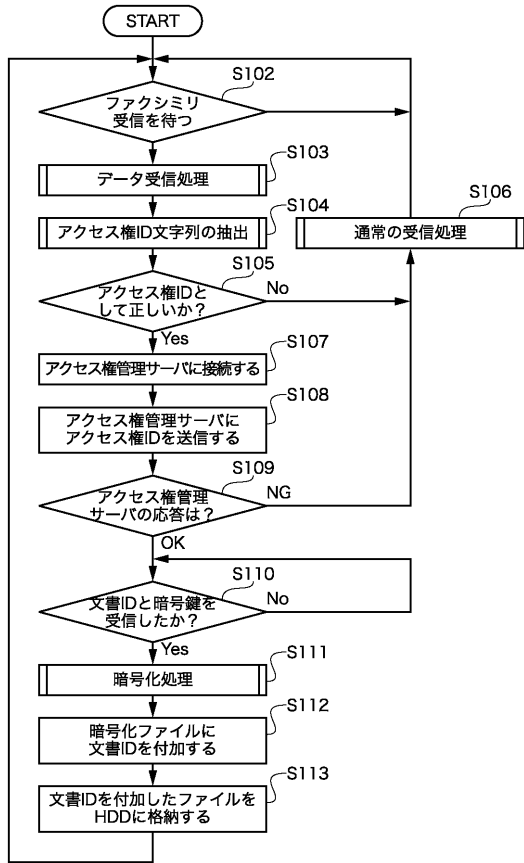 START
S102
ファクシミリ
受信を待つ
S103
データ受信処理
S104
アクセス権ID文字列の抽出
S106
通常の受信処理
S105
アクセス権IDと
して正しいか？
No
Yes
S107
アクセス権管理サーバに接続する
S108
アクセス権管理サーバに
アクセス権IDを送信する
S109
アクセス権管理
サーバの応答は？
NG
OK
S110
文書IDと暗号鍵を
受信したか？
No
Yes
S111
暗号化処理
S112
暗号化ファイルに
文書IDを付加する
S113
文書IDを付加したファイルを
HDDに格納する